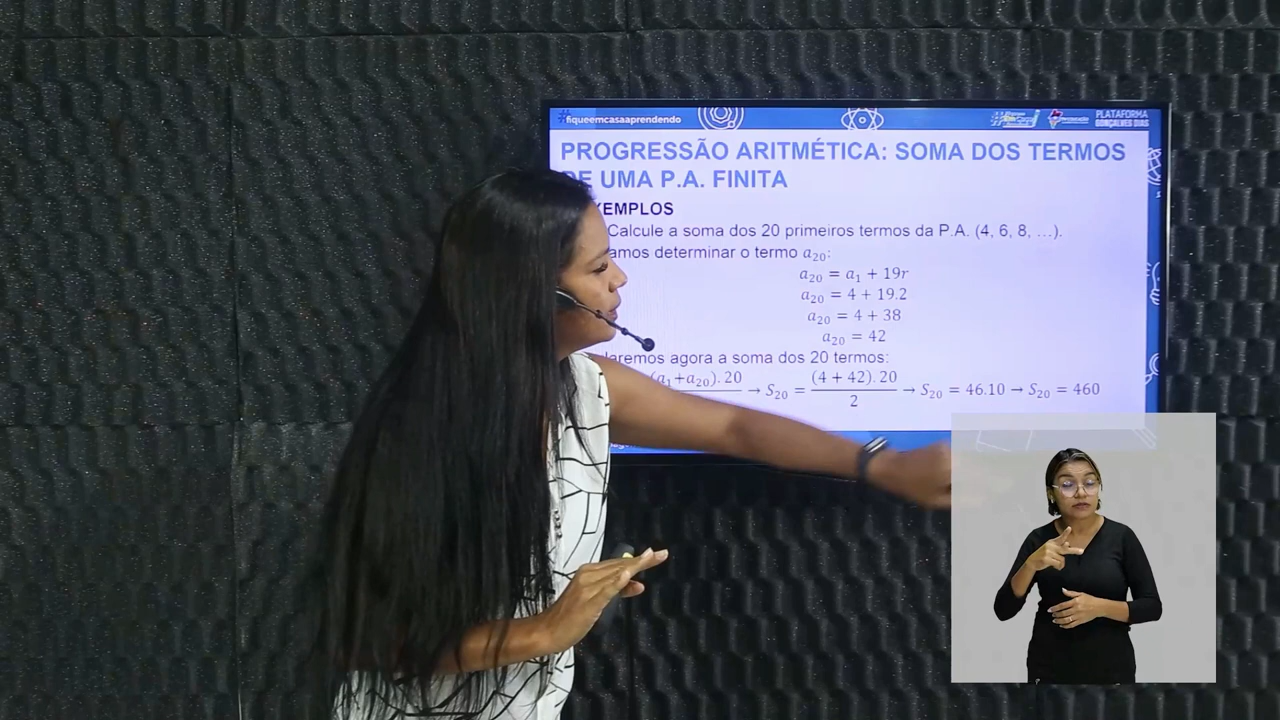 #fiqueemcasaaprendendo
PLATAFORMA
GONÇALVES DIAS
PROGRESSÃO ARITMÉTICA: SOMA DOS TERMOS
DE UMA P.A. FINITA
EMPLOS
Calcule a soma dos 20 primeiros termos da P.A. (4, 6, 8, ...).
amos determinar o termo a₂₀:
a₂₀ = a₁ + 19r
a₂₀ = 4 + 19.2
a₂₀ = 4 + 38
a₂₀ = 42
laremos agora a soma dos 20 termos:
(a₁+a₂₀).20 → S₂₀ = (4 + 42).20 / 2 → S₂₀ = 46.10 → S₂₀ = 460